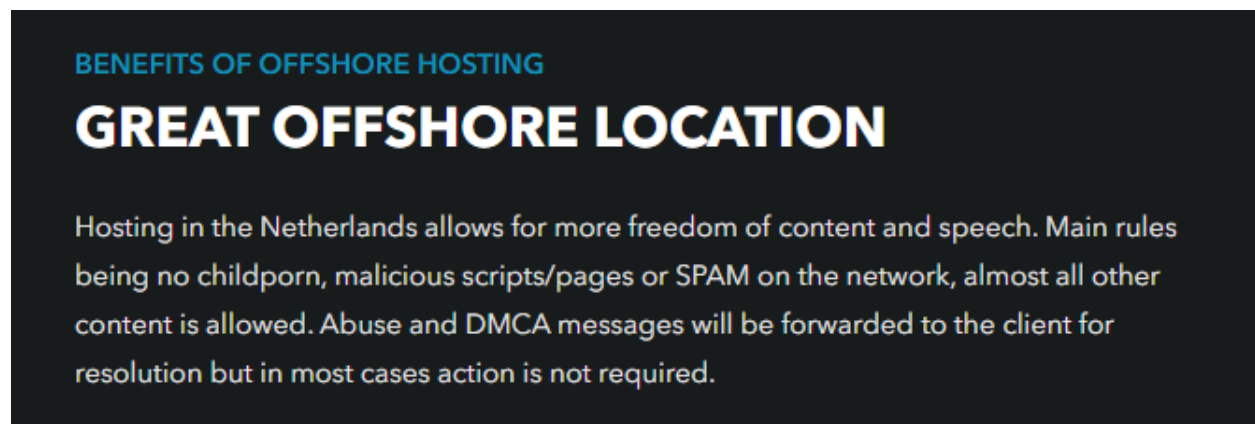 BENEFITS OF OFFSHORE HOSTING
GREAT OFFSHORE LOCATION
Hosting in the Netherlands allows for more freedom of content and speech. Main rules
being no childporn, malicious scripts/pages or SPAM on the network, almost all other
content is allowed. Abuse and DMCA messages will be forwarded to the client for
resolution but in most cases action is not required.